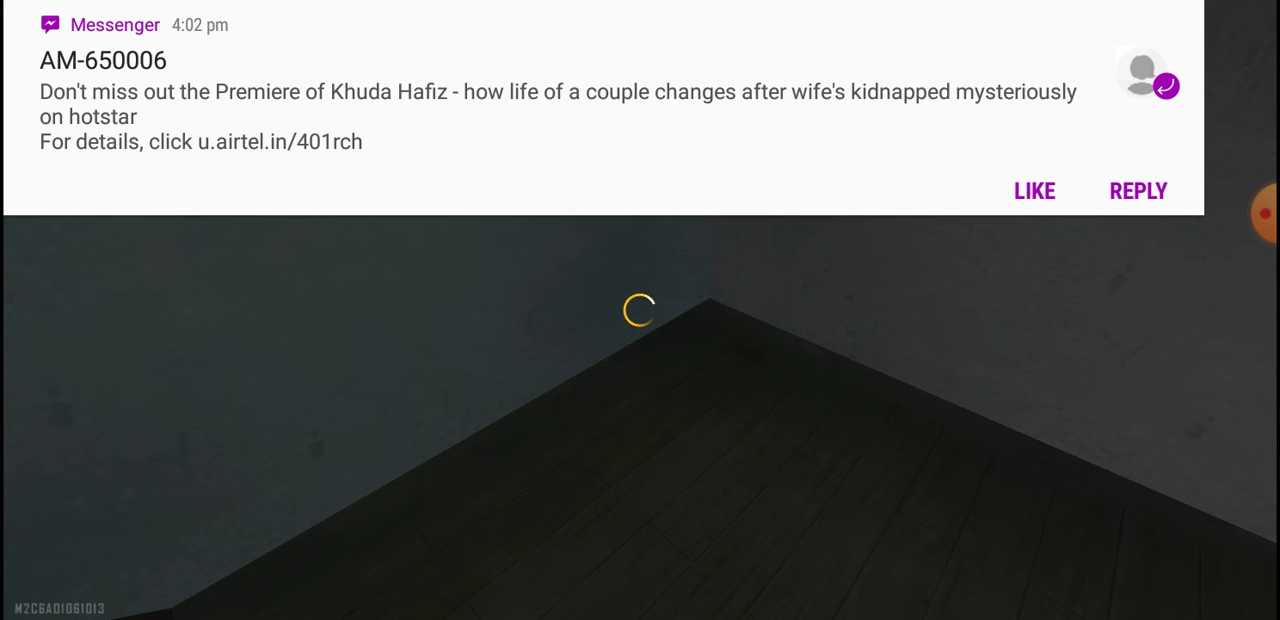 Messenger 4:02 pm
AM-650006
Don't miss out the Premiere of Khuda Hafiz - how life of a couple changes after wife's kidnapped mysteriously
on hotstar
For details, click u.airtel.in/401rch
LIKE REPLY
M2C6A01061013